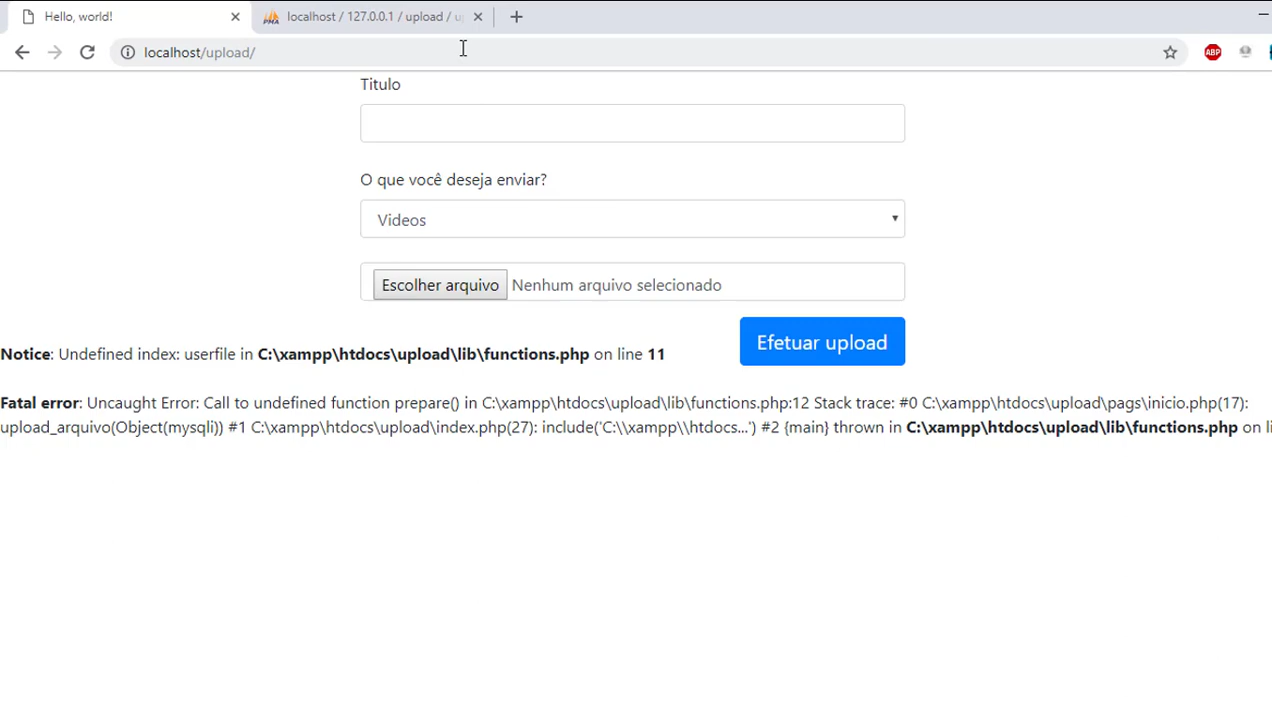 Hello, world!
localhost / 127.0.0.1 / upload / u
localhost/upload/
ABP
Titulo
O que você deseja enviar?
Videos
Escolher arquivo Nenhum arquivo selecionado
Efetuar upload
Notice: Undefined index: userfile in C:\xampp\htdocs\upload\lib\functions.php on line 11
Fatal error: Uncaught Error: Call to undefined function prepare() in C:\xampp\htdocs\upload\lib\functions.php:12 Stack trace: #0 C:\xampp\htdocs\upload\pags\inicio.php(17):
upload_arquivo(Object(mysqli)) #1 C:\xampp\htdocs\upload\index.php(27): include('C:\\xampp\\htdocs...') #2 {main} thrown in C:\xampp\htdocs\upload\lib\functions.php on li